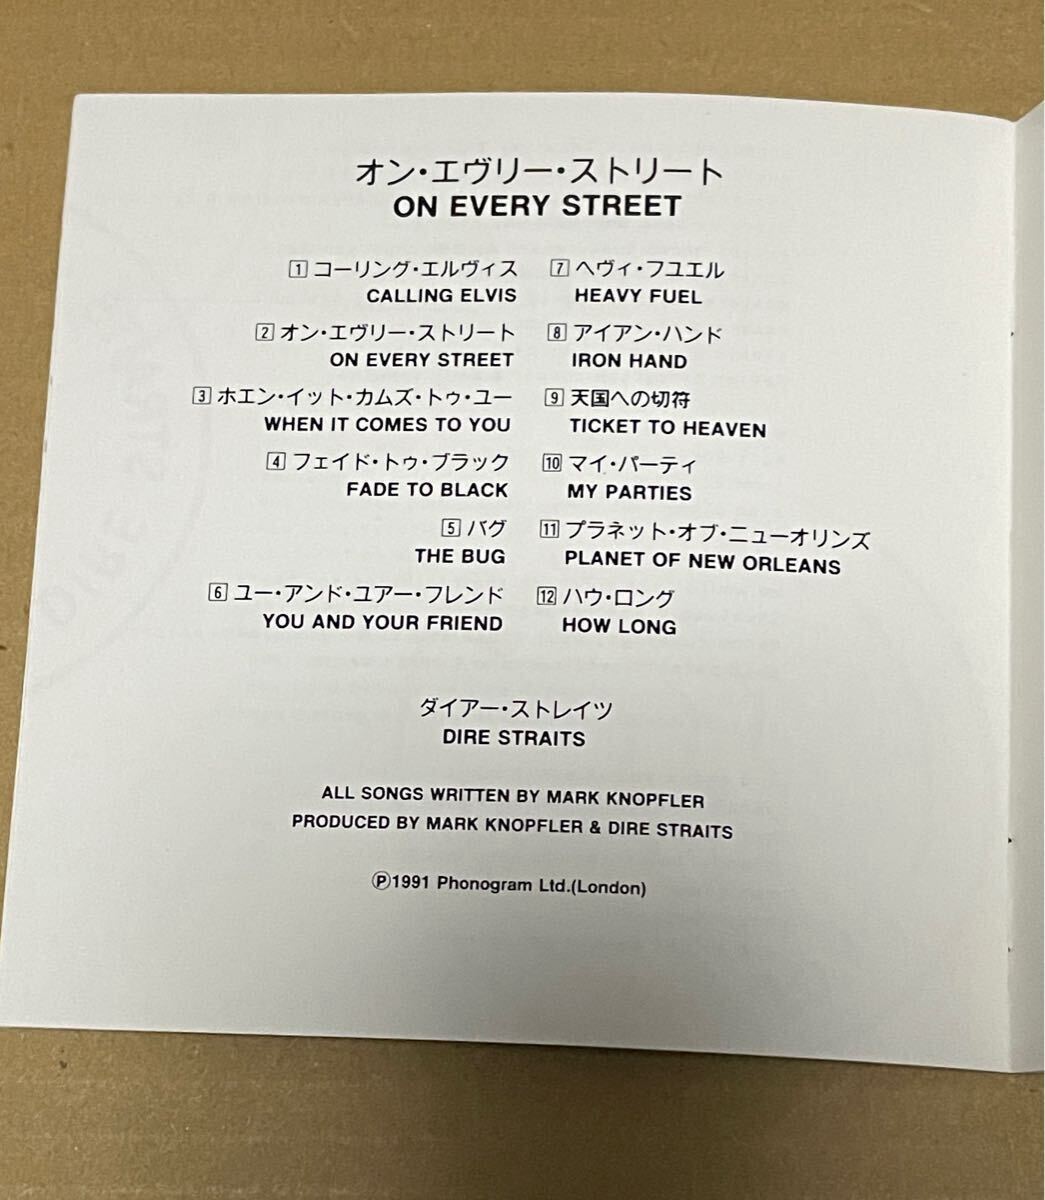 オン・エヴリー・ストリート
ON EVERY STREET
1 コーリング・エルヴィス
CALLING ELVIS
2 オン・エヴリー・ストリート
ON EVERY STREET
3 ホエン・イット・カムズ・トゥ・ユー
WHEN IT COMES TO YOU
4 フェイド・トゥ・ブラック
FADE TO BLACK
5 バグ
THE BUG
6 ユー・アンド・ユアー・フレンド
YOU AND YOUR FRIEND
7 ヘヴィ・フユエル
HEAVY FUEL
8 アイアン・ハンド
IRON HAND
9 天国への切符
TICKET TO HEAVEN
10 マイ・パーティ
MY PARTIES
11 プラネット・オブ・ニューオリンズ
PLANET OF NEW ORLEANS
12 ハウ・ロング
HOW LONG
ダイアー・ストレイツ
DIRE STRAITS
ALL SONGS WRITTEN BY MARK KNOPFLER
PRODUCED BY MARK KNOPFLER & DIRE STRAITS
℗1991 Phonogram Ltd.(London)